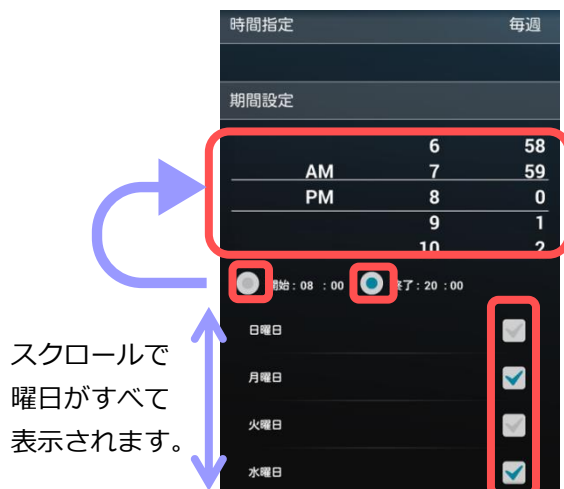 時間指定 毎週
期間設定
6 58
AM 7 59
PM 8 0
9 1
10 2
開始 : 08 : 00 終了 : 20 : 00
日曜日
月曜日
火曜日
水曜日
スクロールで
曜日がすべて
表示されます。